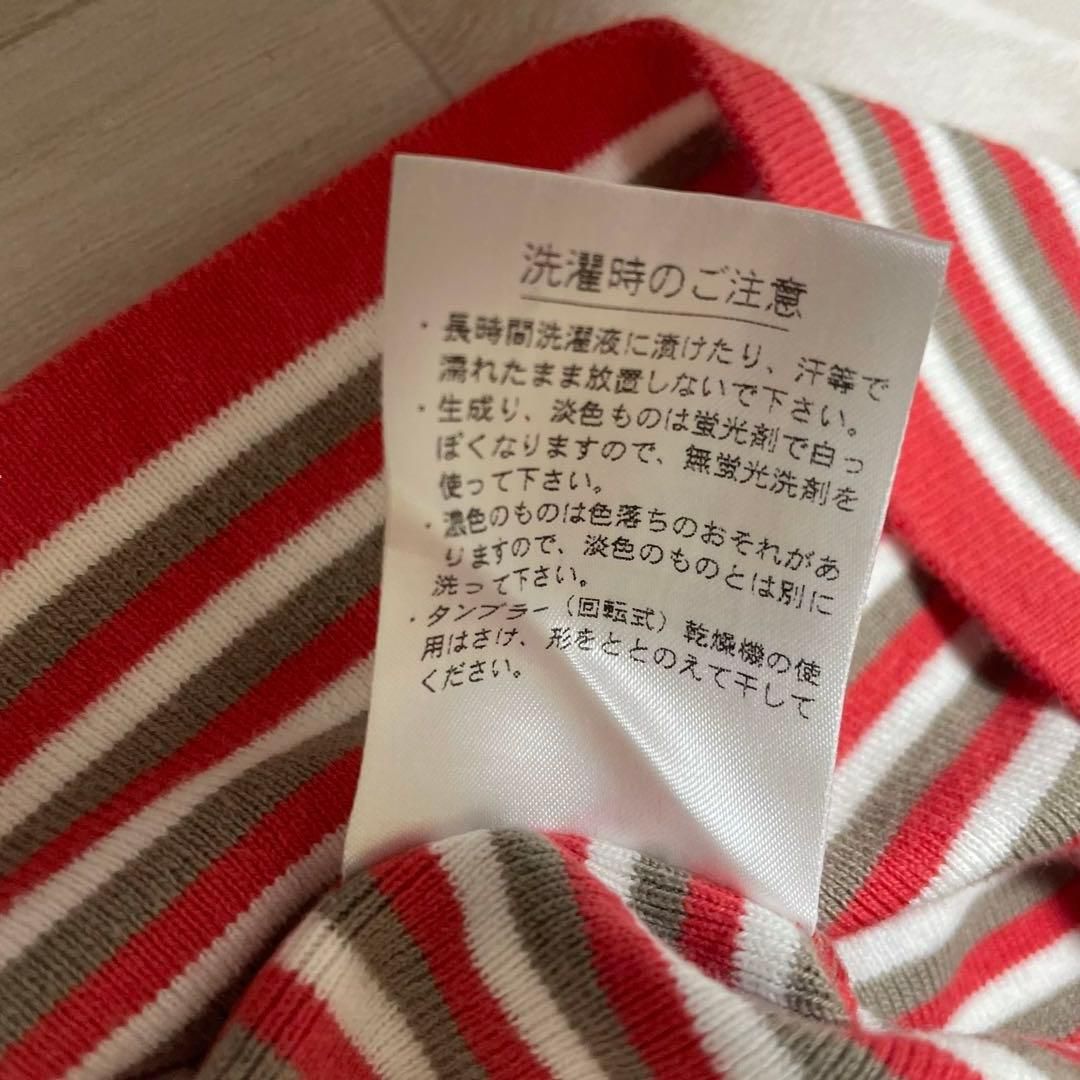 洗濯時のご注意
・長時間洗濯液に漬けたり、汗等で
濡れたまま放置しないで下さい。
・生成り、淡色ものは蛍光剤で白っ
ぽくなりますので、無蛍光洗剤を
使って下さい。
・濃色のものは色落ちのおそれがあ
りますので、淡色のものとは別に
洗って下さい。
・タンブラー（回転式）乾燥機の使
用はさけ、形をととのえて干して
ください。